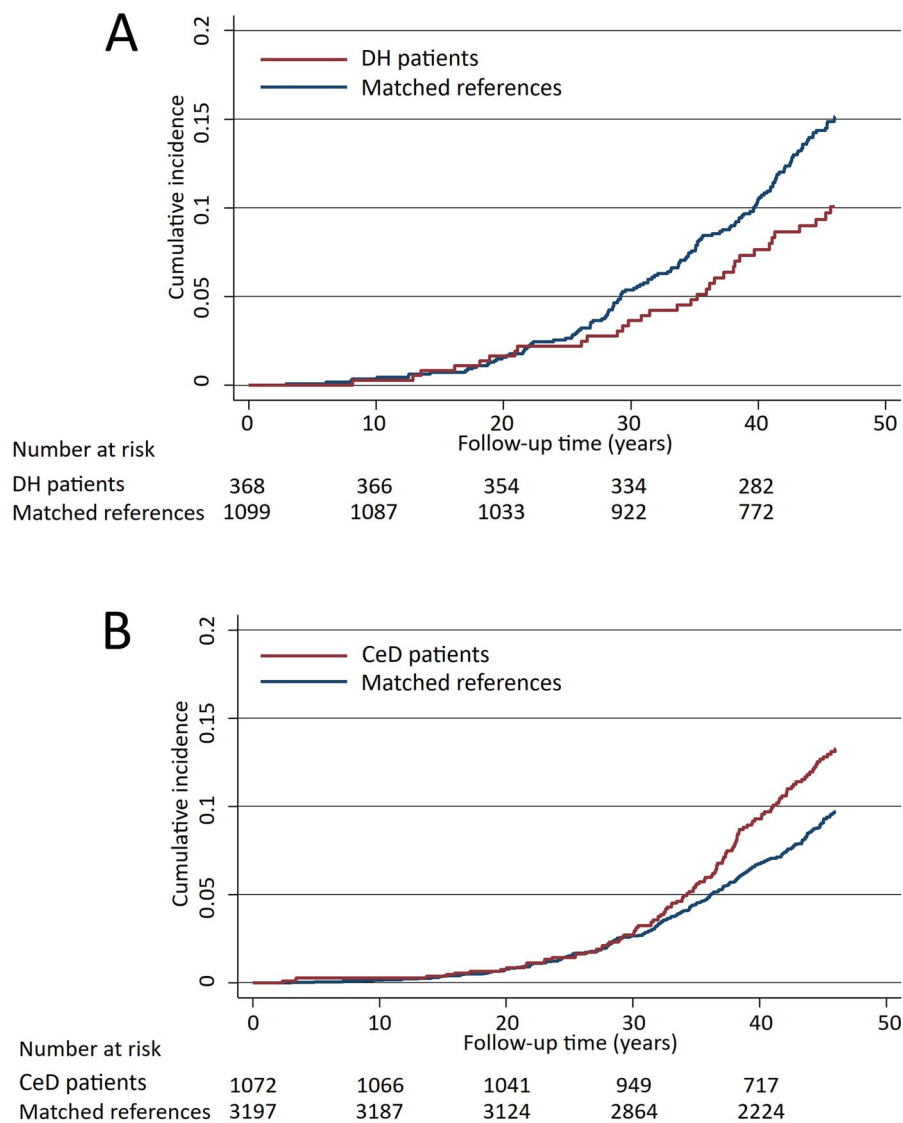 A
0.2
DH patients
Matched references
0.15
Cumulative incidence
0.1
0.05
0
0 10 20 30 40 50
Follow-up time (years)
Number at risk
DH patients 368 366 354 334 282
Matched references 1099 1087 1033 922 772
B
0.2
CeD patients
Matched references
0.15
Cumulative incidence
0.1
0.05
0
0 10 20 30 40 50
Follow-up time (years)
Number at risk
CeD patients 1072 1066 1041 949 717
Matched references 3197 3187 3124 2864 2224